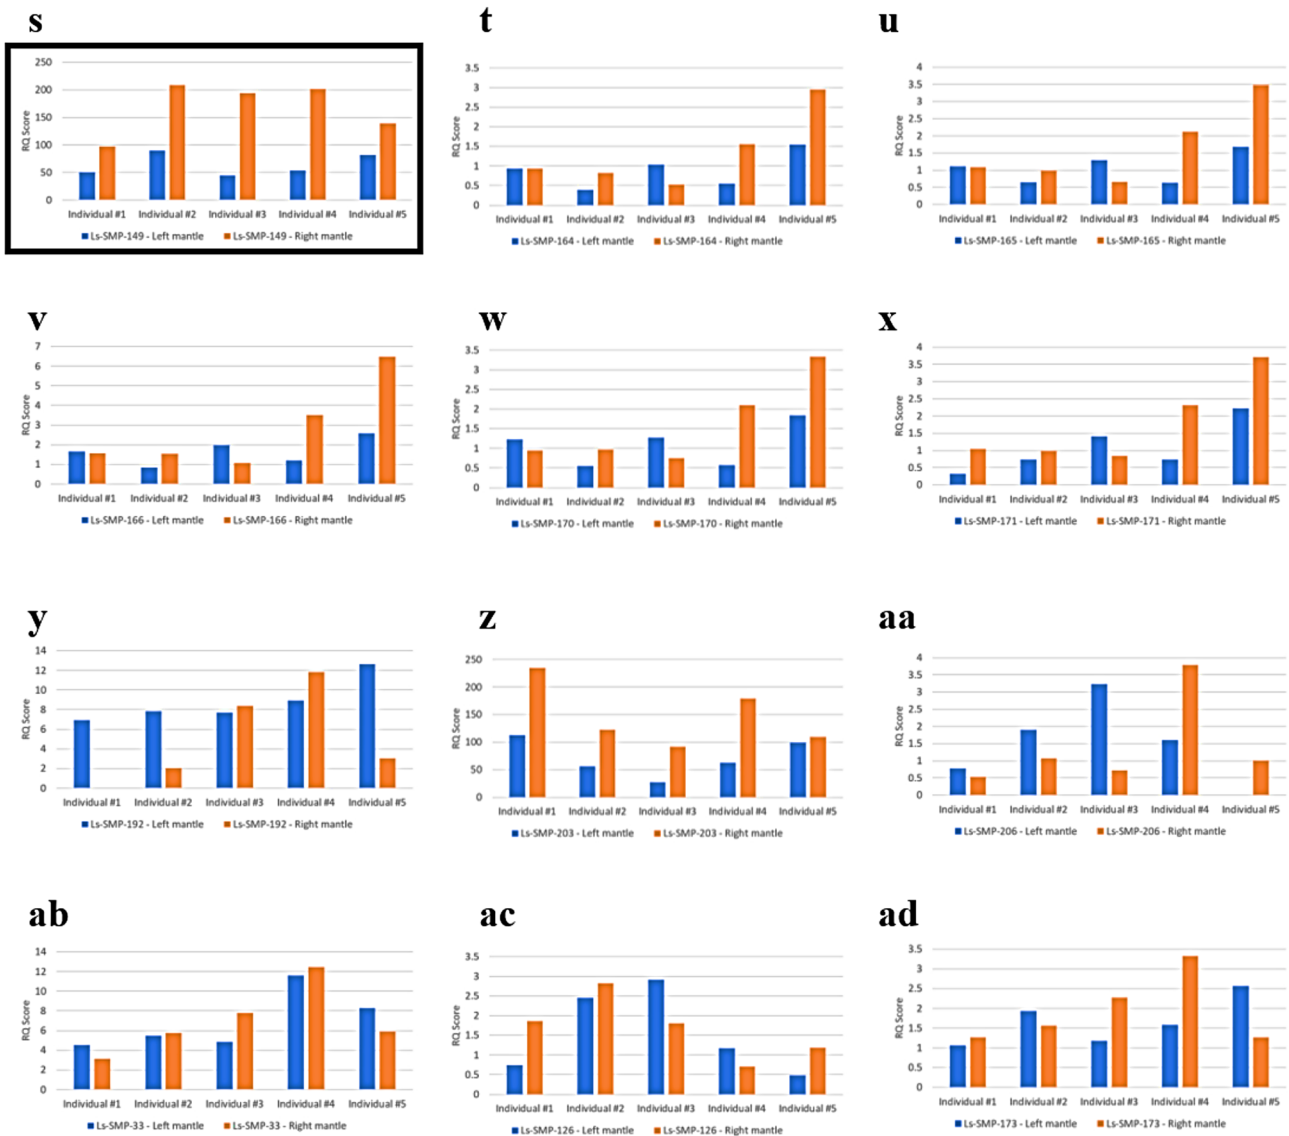 s
250
200
150
100
50
0
RQ Score
Individual #1 Individual #2 Individual #3 Individual #4 Individual #5
Ls-SMP-149 - Left mantle Ls-SMP-149 - Right mantle
t
3.5
3
2.5
2
1.5
1
0.5
0
RQ Score
Individual #1 Individual #2 Individual #3 Individual #4 Individual #5
Ls-SMP-164 - Left mantle Ls-SMP-164 - Right mantle
u
4
3.5
3
2.5
2
1.5
1
0.5
0
RQ Score
Individual #1 Individual #2 Individual #3 Individual #4 Individual #5
Ls-SMP-165 - Left mantle Ls-SMP-165 - Right mantle
v
7
6
5
4
3
2
1
0
RQ Score
Individual #1 Individual #2 Individual #3 Individual #4 Individual #5
Ls-SMP-166 - Left mantle Ls-SMP-166 - Right mantle
w
3.5
3
2.5
2
1.5
1
0.5
0
RQ Score
Individual #1 Individual #2 Individual #3 Individual #4 Individual #5
Ls-SMP-170 - Left mantle Ls-SMP-170 - Right mantle
x
4
3.5
3
2.5
2
1.5
1
0.5
0
RQ Score
Individual #1 Individual #2 Individual #3 Individual #4 Individual #5
Ls-SMP-171 - Left mantle Ls-SMP-171 - Right mantle
y
14
12
10
8
6
4
2
0
RQ Score
Individual #1 Individual #2 Individual #3 Individual #4 Individual #5
Ls-SMP-192 - Left mantle Ls-SMP-192 - Right mantle
z
250
200
150
100
50
0
RQ Score
Individual #1 Individual #2 Individual #3 Individual #4 Individual #5
Ls-SMP-203 - Left mantle Ls-SMP-203 - Right mantle
aa
4
3.5
3
2.5
2
1.5
1
0.5
0
RQ Score
Individual #1 Individual #2 Individual #3 Individual #4 Individual #5
Ls-SMP-206 - Left mantle Ls-SMP-206 - Right mantle
ab
14
12
10
8
6
4
2
0
RQ Score
Individual #1 Individual #2 Individual #3 Individual #4 Individual #5
Ls-SMP-33 - Left mantle Ls-SMP-33 - Right mantle
ac
3.5
3
2.5
2
1.5
1
0.5
0
RQ Score
Individual #1 Individual #2 Individual #3 Individual #4 Individual #5
Ls-SMP-126 - Left mantle Ls-SMP-126 - Right mantle
ad
3.5
3
2.5
2
1.5
1
0.5
0
RQ Score
Individual #1 Individual #2 Individual #3 Individual #4 Individual #5
Ls-SMP-173 - Left mantle Ls-SMP-173 - Right mantle